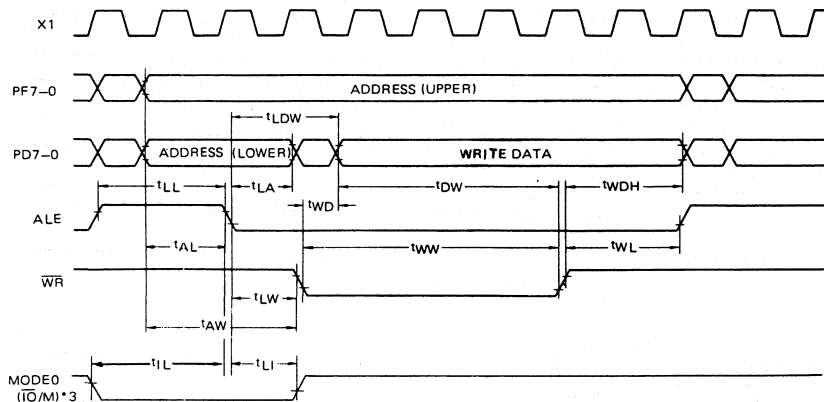 X1
PF7–0
ADDRESS (UPPER)
tLDW
PD7–0
ADDRESS (LOWER)
WRITE DATA
tLL
tLA
tWD
tDW
tWDH
ALE
tAL
tWW
tWL
WR
tLW
tAW
tIL
tLI
MODE0
(IO/M)*3